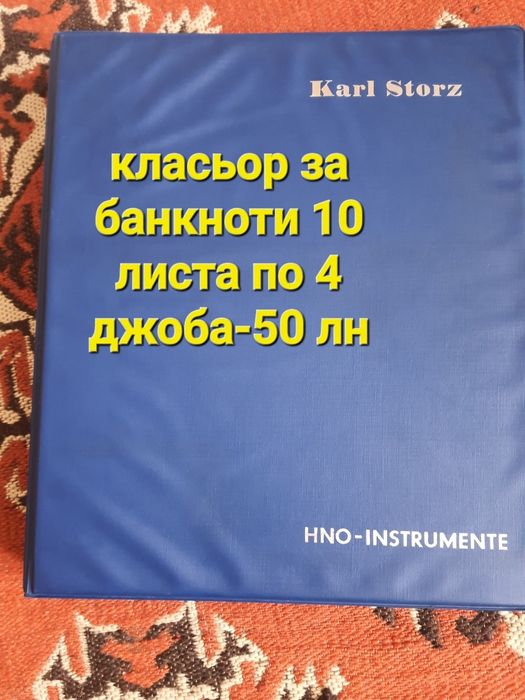 Karl Storz
класьор за
банкноти 10
листа по 4
джоба-50 лн
HNO-INSTRUMENTE